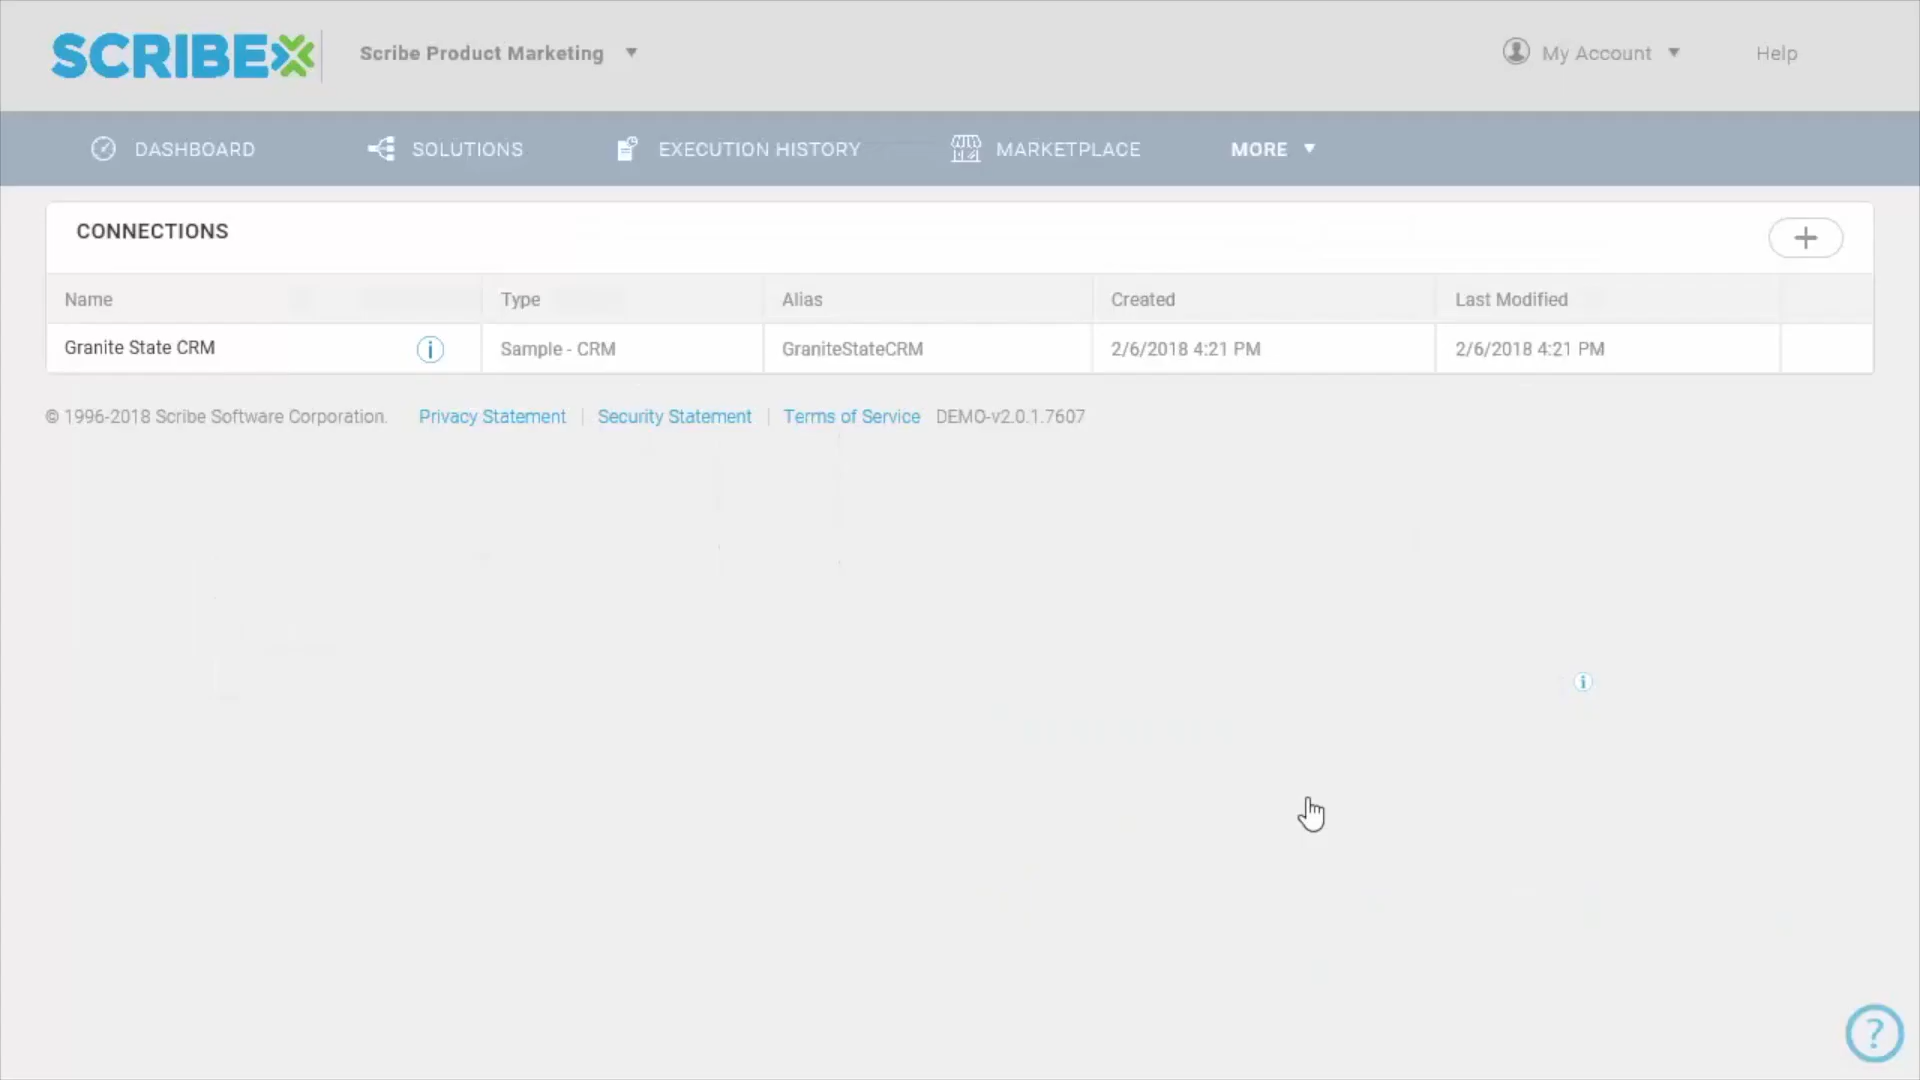 SCRIBE
Scribe Product Marketing
My Account
Help
DASHBOARD
SOLUTIONS
EXECUTION HISTORY
MARKETPLACE
MORE
CONNECTIONS
Name Type Alias Created Last Modified
Granite State CRM Sample - CRM GraniteStateCRM 2/6/2018 4:21 PM 2/6/2018 4:21 PM
© 1996-2018 Scribe Software Corporation. Privacy Statement | Security Statement | Terms of Service DEMO-v2.0.1.7607